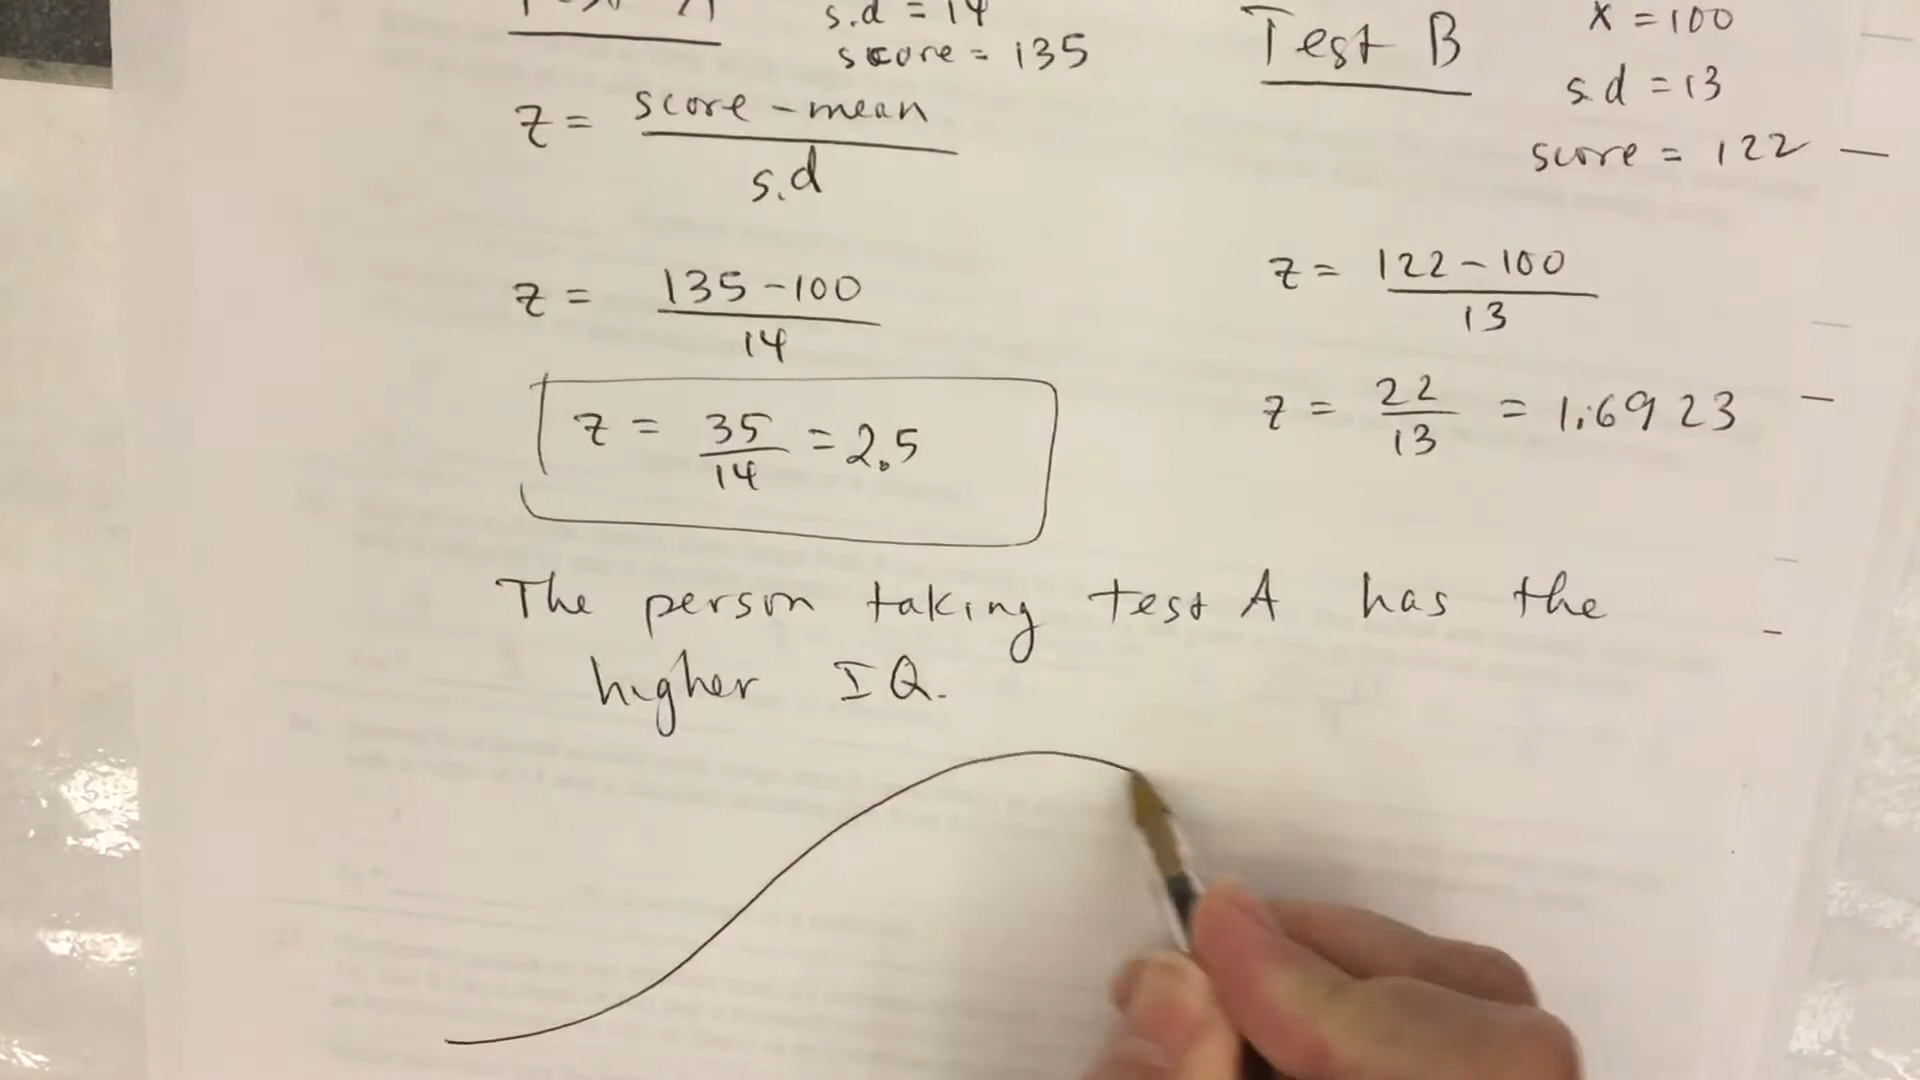 s.d = 14
score = 135
z = score - mean
s.d
z = 135 - 100
14
z = 35 = 2.5
14
Test B
x = 100
s.d = 13
score = 122 —
z = 122 - 100
13
z = 22 = 1.6923
13
The person taking test A has the
higher IQ.